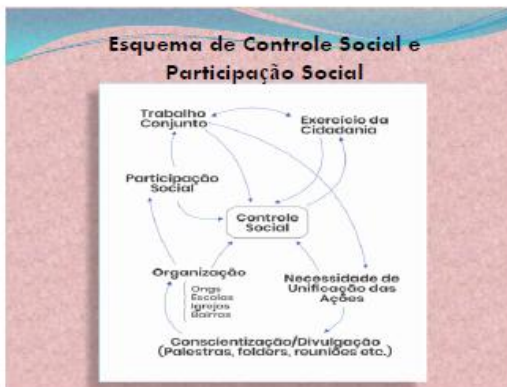 Esquema de Controle Social e
Participação Social
Trabalho
Conjunto
Exercício da
Cidadania
Participação
Social
Controle
Social
Organização
Ongs
Escolas
Igrejas
Bairros
Necessidade de
Unificação das
Ações
Conscientização/Divulgação
(Palestras, folders, reuniões etc.)